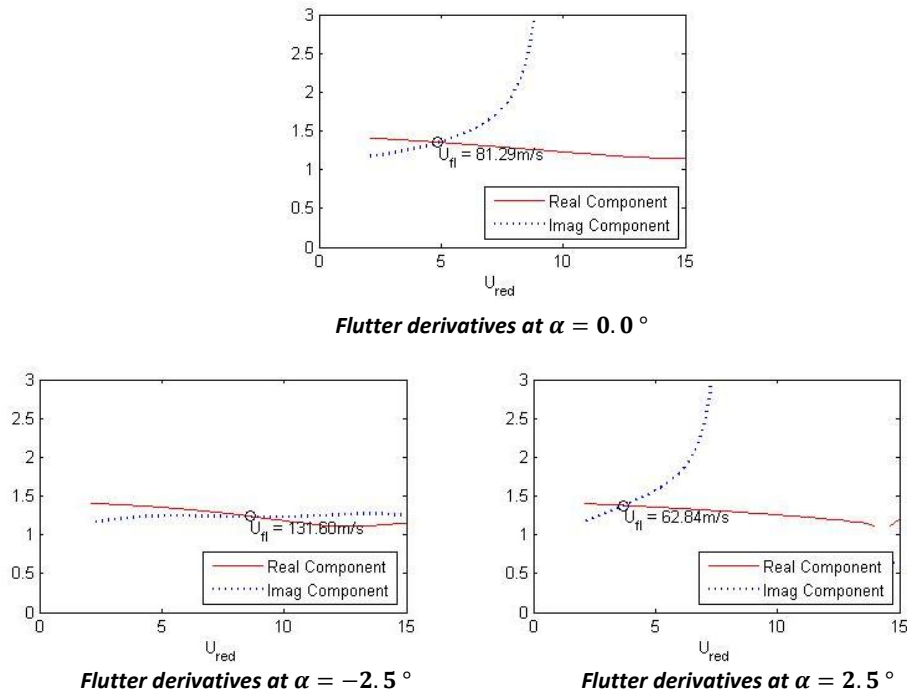 3
2.5
2
1.5
1
0.5
0
U_fl = 81.29m/s
Real Component
Imag Component
0 5 10 15
U_red
Flutter derivatives at α = 0.0 °
3
2.5
2
1.5
1
0.5
0
U_fl = 131.60m/s
Real Component
Imag Component
0 5 10 15
U_red
Flutter derivatives at α = −2.5 °
3
2.5
2
1.5
1
0.5
0
U_fl = 62.84m/s
Real Component
Imag Component
0 5 10 15
U_red
Flutter derivatives at α = 2.5 °